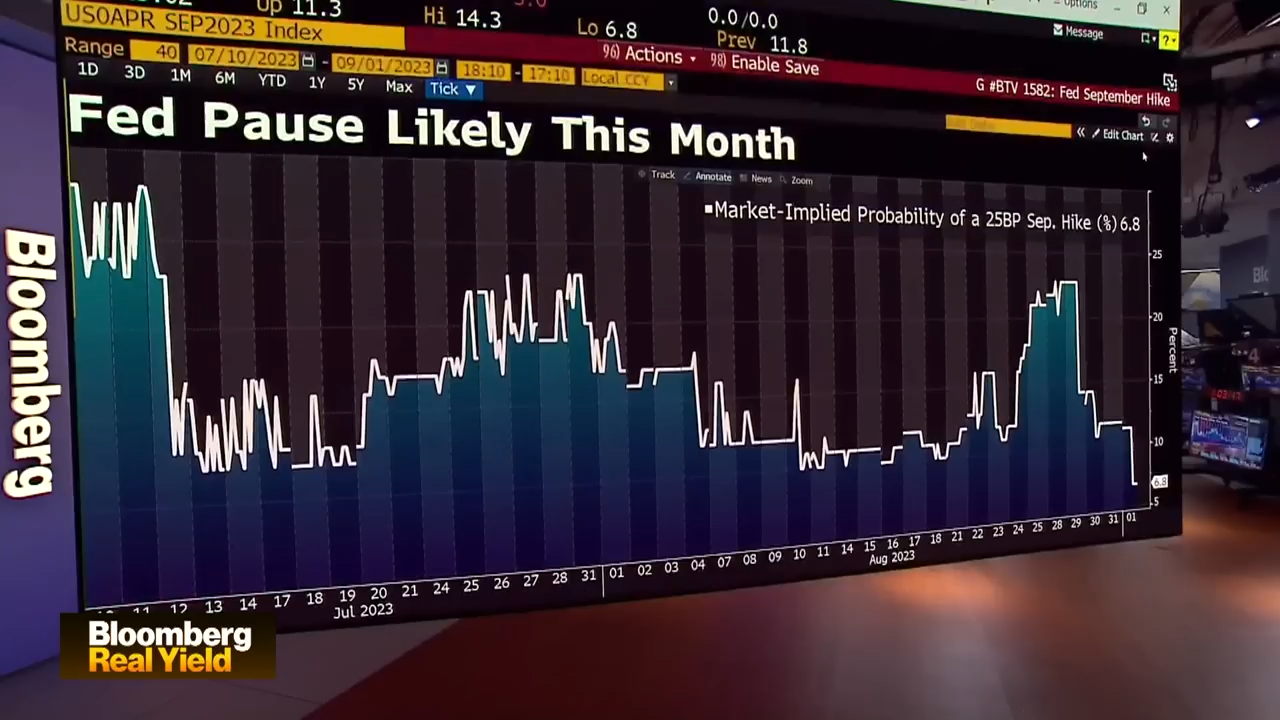 Up 11.3
Hi 14.3
Lo 6.8
0.0/0.0
Prev 11.8
Options
US0APR SEP2023 Index
Message
?
Range 40 07/10/2023 - 09/01/2023 18:10 - 17:10 Local CCY
96) Actions 98) Enable Save
G #BTV 1582: Fed September Hike
1D 3D 1M 6M YTD 1Y 5Y Max Tick
Edit Chart
Fed Pause Likely This Month
Track Annotate News Zoom
Market-Implied Probability of a 25BP Sep. Hike (%) 6.8
25
20
15
10
6.8
5
Percent
11 12 13 14 17 18 19 20 21 24 25 26 27 28 31 01 02 03 04 07 08 09 10 11 14 15 16 17 18 21 22 23 24 25 28 29 30 31 01
Jul 2023
Aug 2023
Bloomberg
Bloomberg
Real Yield